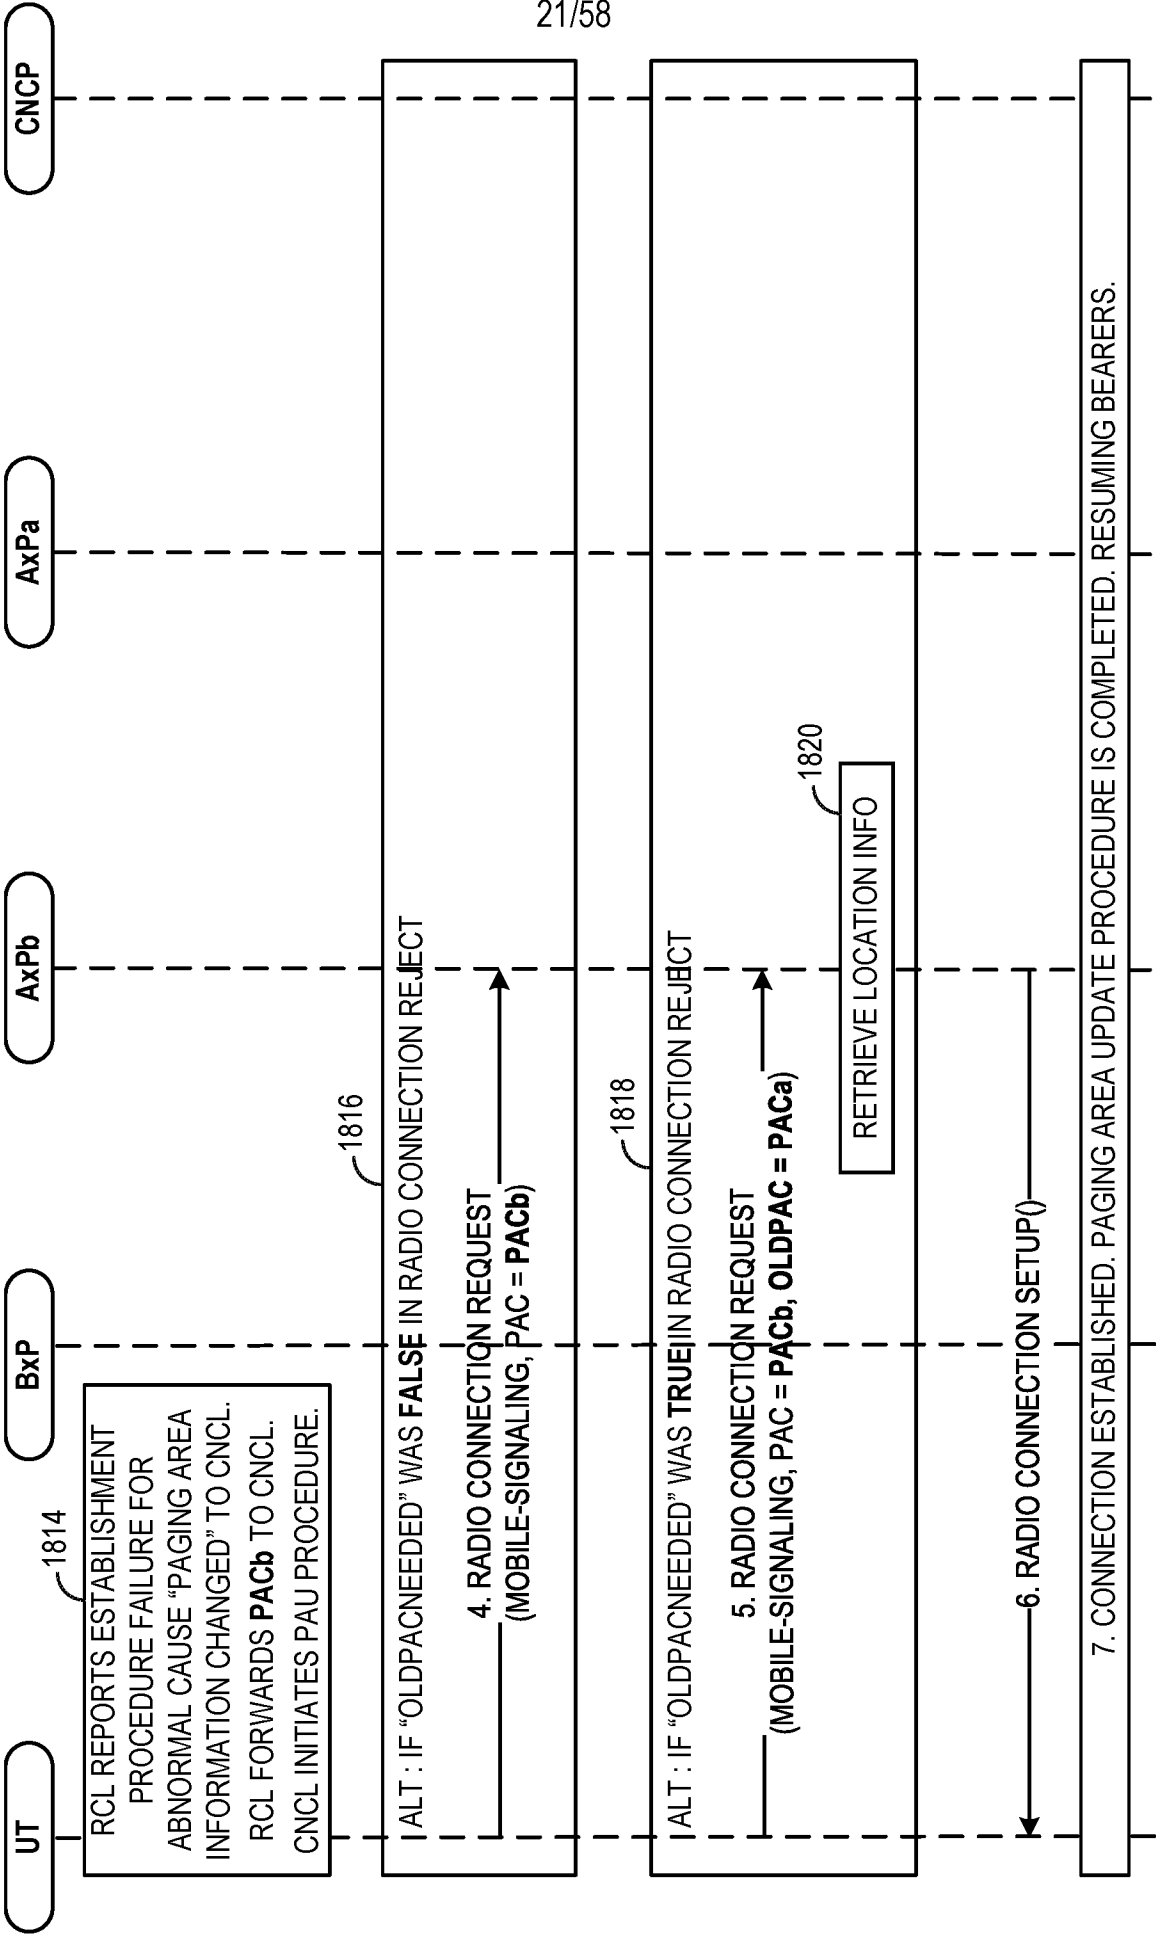 21/58
UT
BxP
AxPb
AxPa
CNCP
1814
RCL REPORTS ESTABLISHMENT
PROCEDURE FAILURE FOR
ABNORMAL CAUSE “PAGING AREA
INFORMATION CHANGED” TO CNCL.
RCL FORWARDS PACb TO CNCL.
CNCL INITIATES PAU PROCEDURE.
1816
ALT : IF “OLDPACNEEDED” WAS FALSE IN RADIO CONNECTION REJECT
4. RADIO CONNECTION REQUEST
(MOBILE-SIGNALING, PAC = PACb)
1818
ALT : IF “OLDPACNEEDED” WAS TRUE IN RADIO CONNECTION REJECT
5. RADIO CONNECTION REQUEST
(MOBILE-SIGNALING, PAC = PACb, OLDPAC = PACa)
1820
RETRIEVE LOCATION INFO
6. RADIO CONNECTION SETUP()
7. CONNECTION ESTABLISHED. PAGING AREA UPDATE PROCEDURE IS COMPLETED. RESUMING BEARERS.